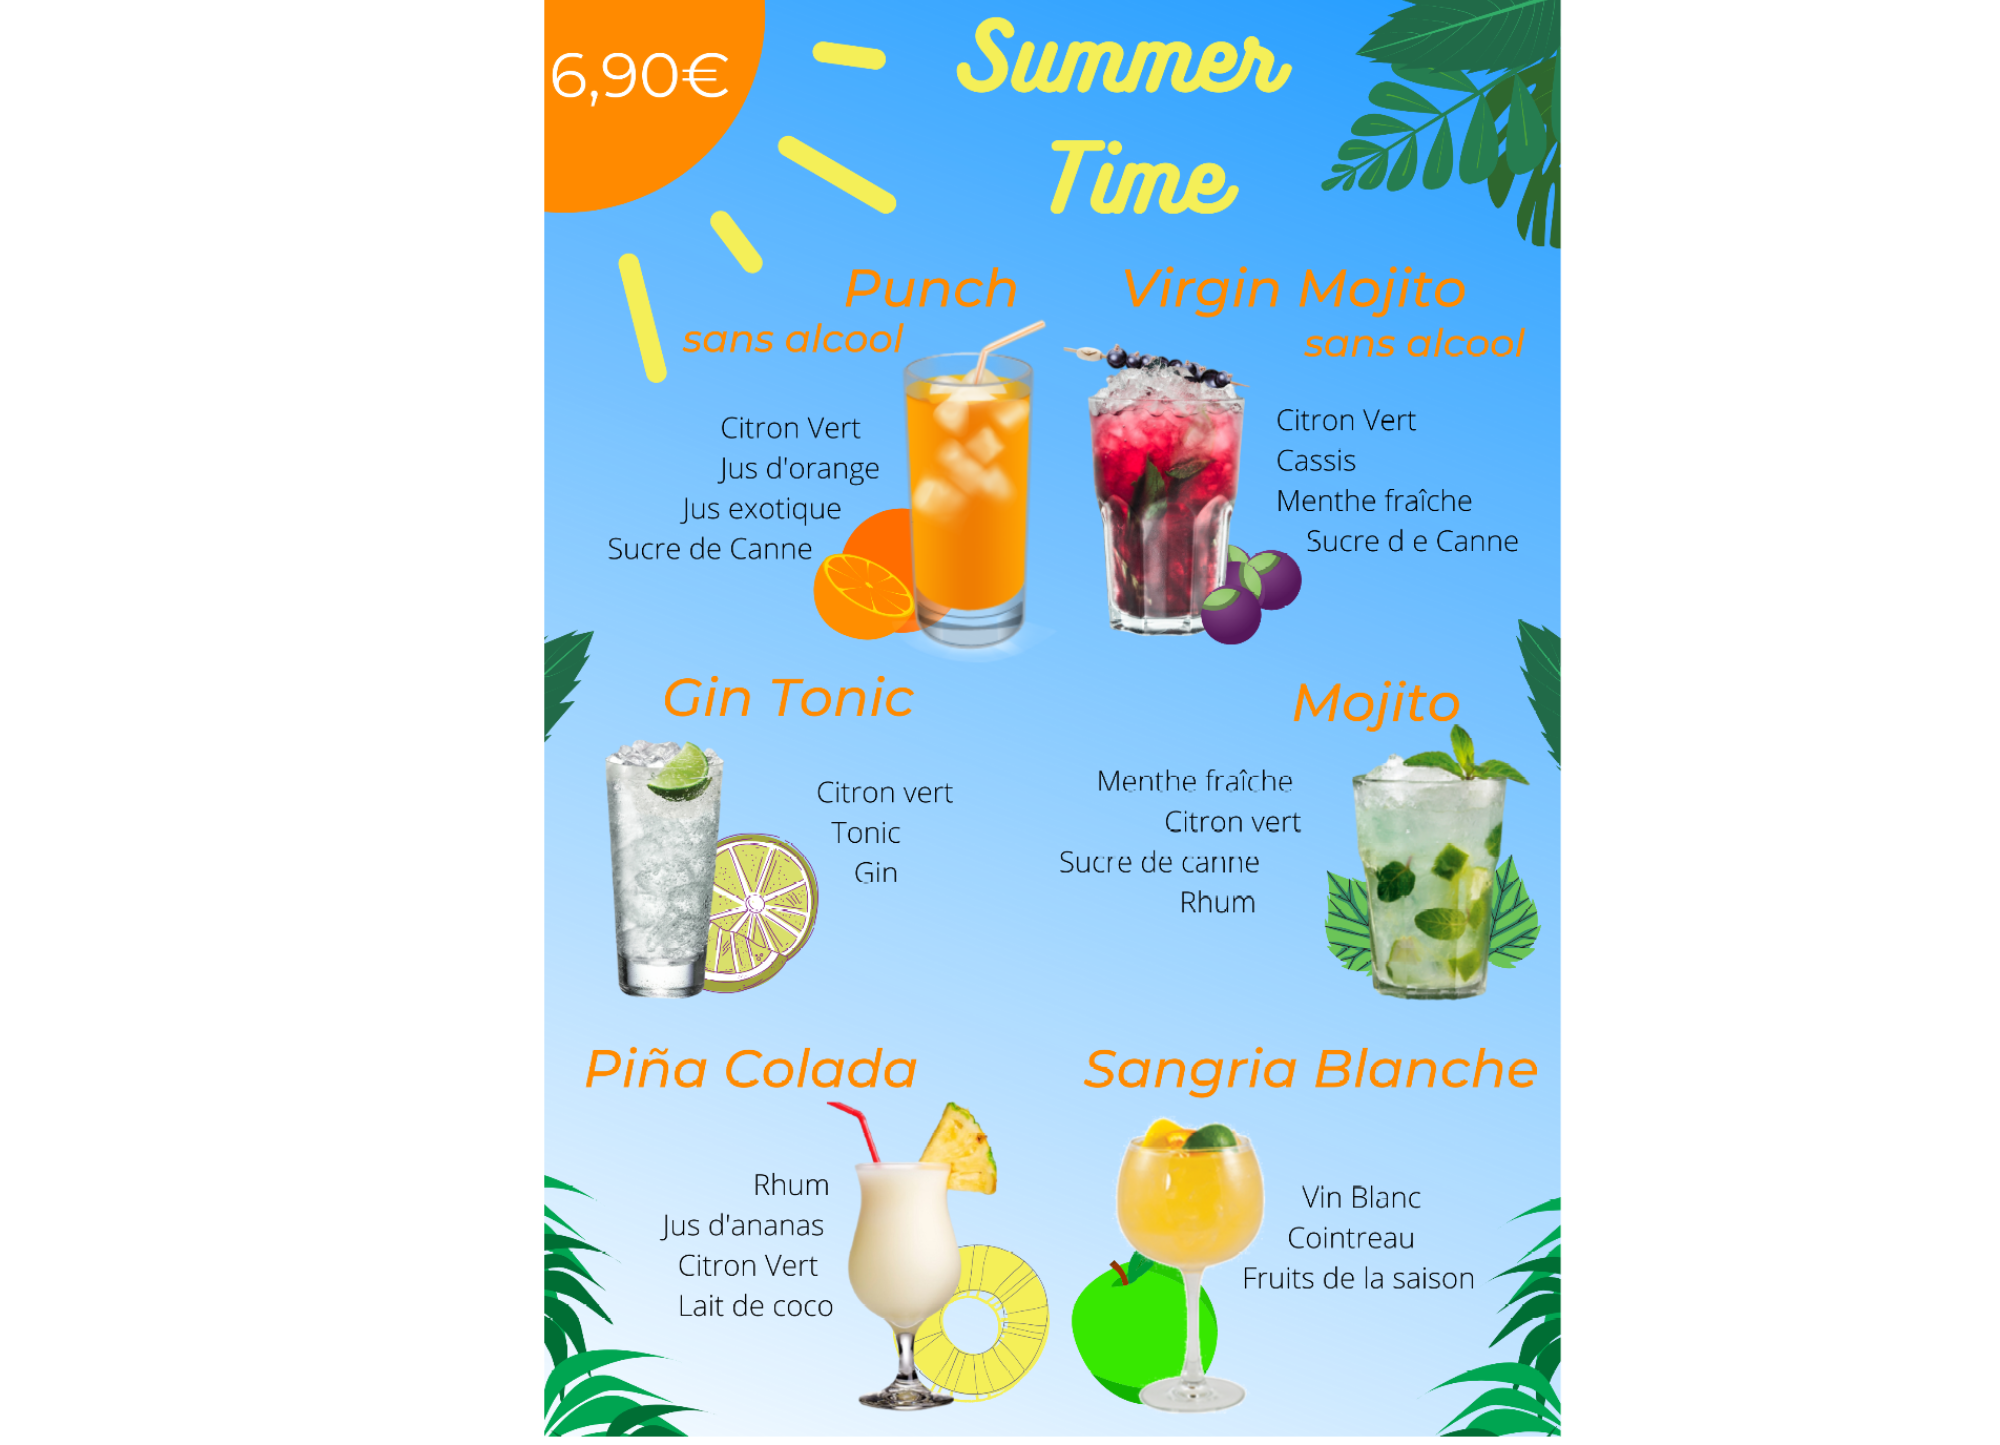 6,90€
Summer
Time
Punch
sans alcool
Citron Vert
Jus d'orange
Jus exotique
Sucre de Canne
Virgin Mojito
sans alcool
Citron Vert
Cassis
Menthe fraîche
Sucre d e Canne
Gin Tonic
Citron vert
Tonic
Gin
Mojito
Menthe fraîche
Citron vert
Sucre de canne
Rhum
Piña Colada
Rhum
Jus d'ananas
Citron Vert
Lait de coco
Sangria Blanche
Vin Blanc
Cointreau
Fruits de la saison